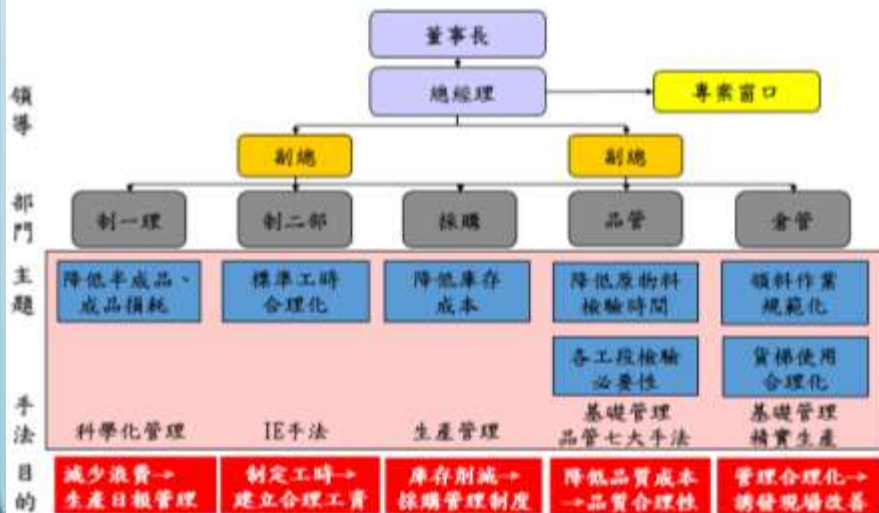 董事長
總經理
專案窗口
領導
副總
副總
部門
制一理
制二部
採購
品管
倉管
主題
降低半成品、
成品損耗
標準工時
合理化
降低庫存
成本
降低原物料
檢驗時間
領料作業
規範化
各工段檢驗
必要性
貨梯使用
合理化
手法
科學化管理
IE手法
生產管理
基礎管理
品管七大手法
基礎管理
精實生產
目的
減少浪費→
生產日報管理
制定工時→
建立合理工資
庫存削減→
採購管理制度
降低品質成本
→品質合理性
管理合理化→
誘發現場改善